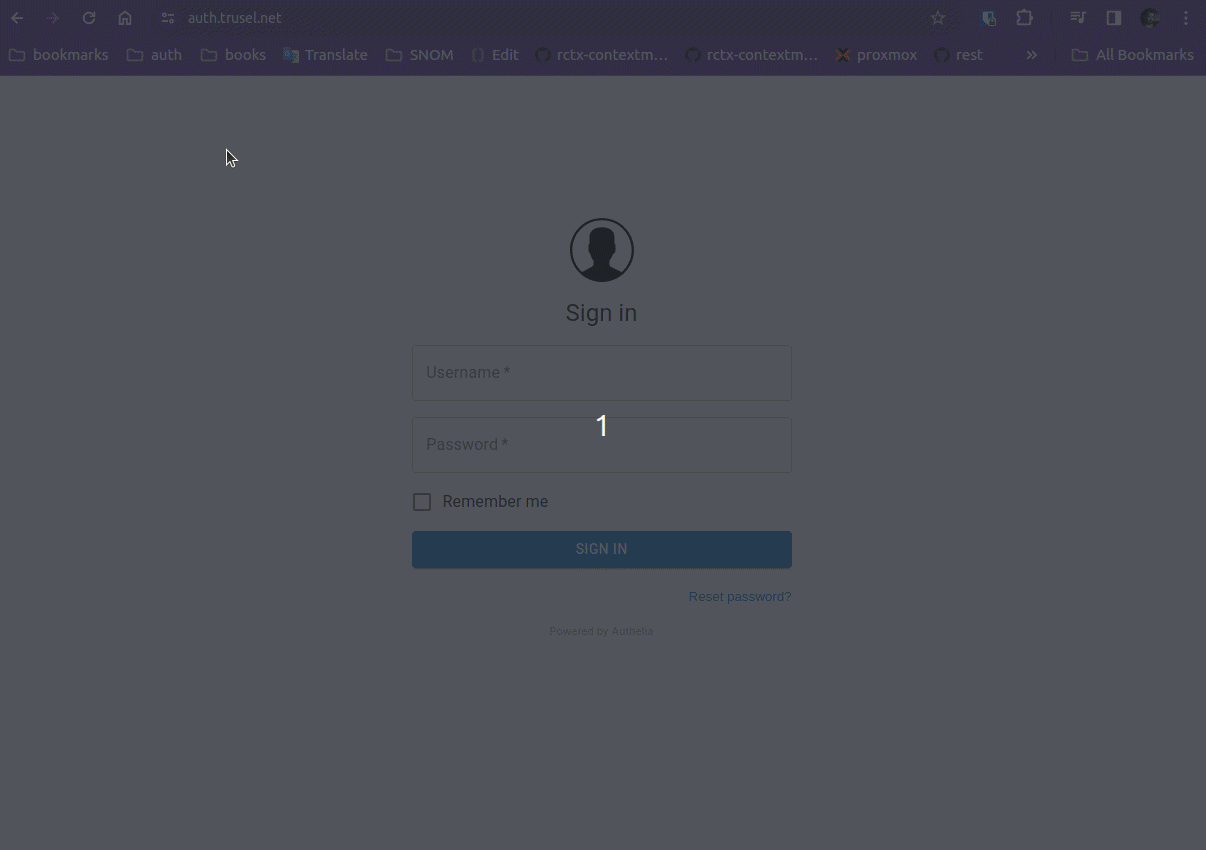 auth.trusel.net
bookmarks auth books Translate SNOM Edit rctx-contextm... rctx-contextm... proxmox rest » All Bookmarks
Sign in
Username *
1
Password *
Remember me
SIGN IN
Reset password?
Powered by Authelia